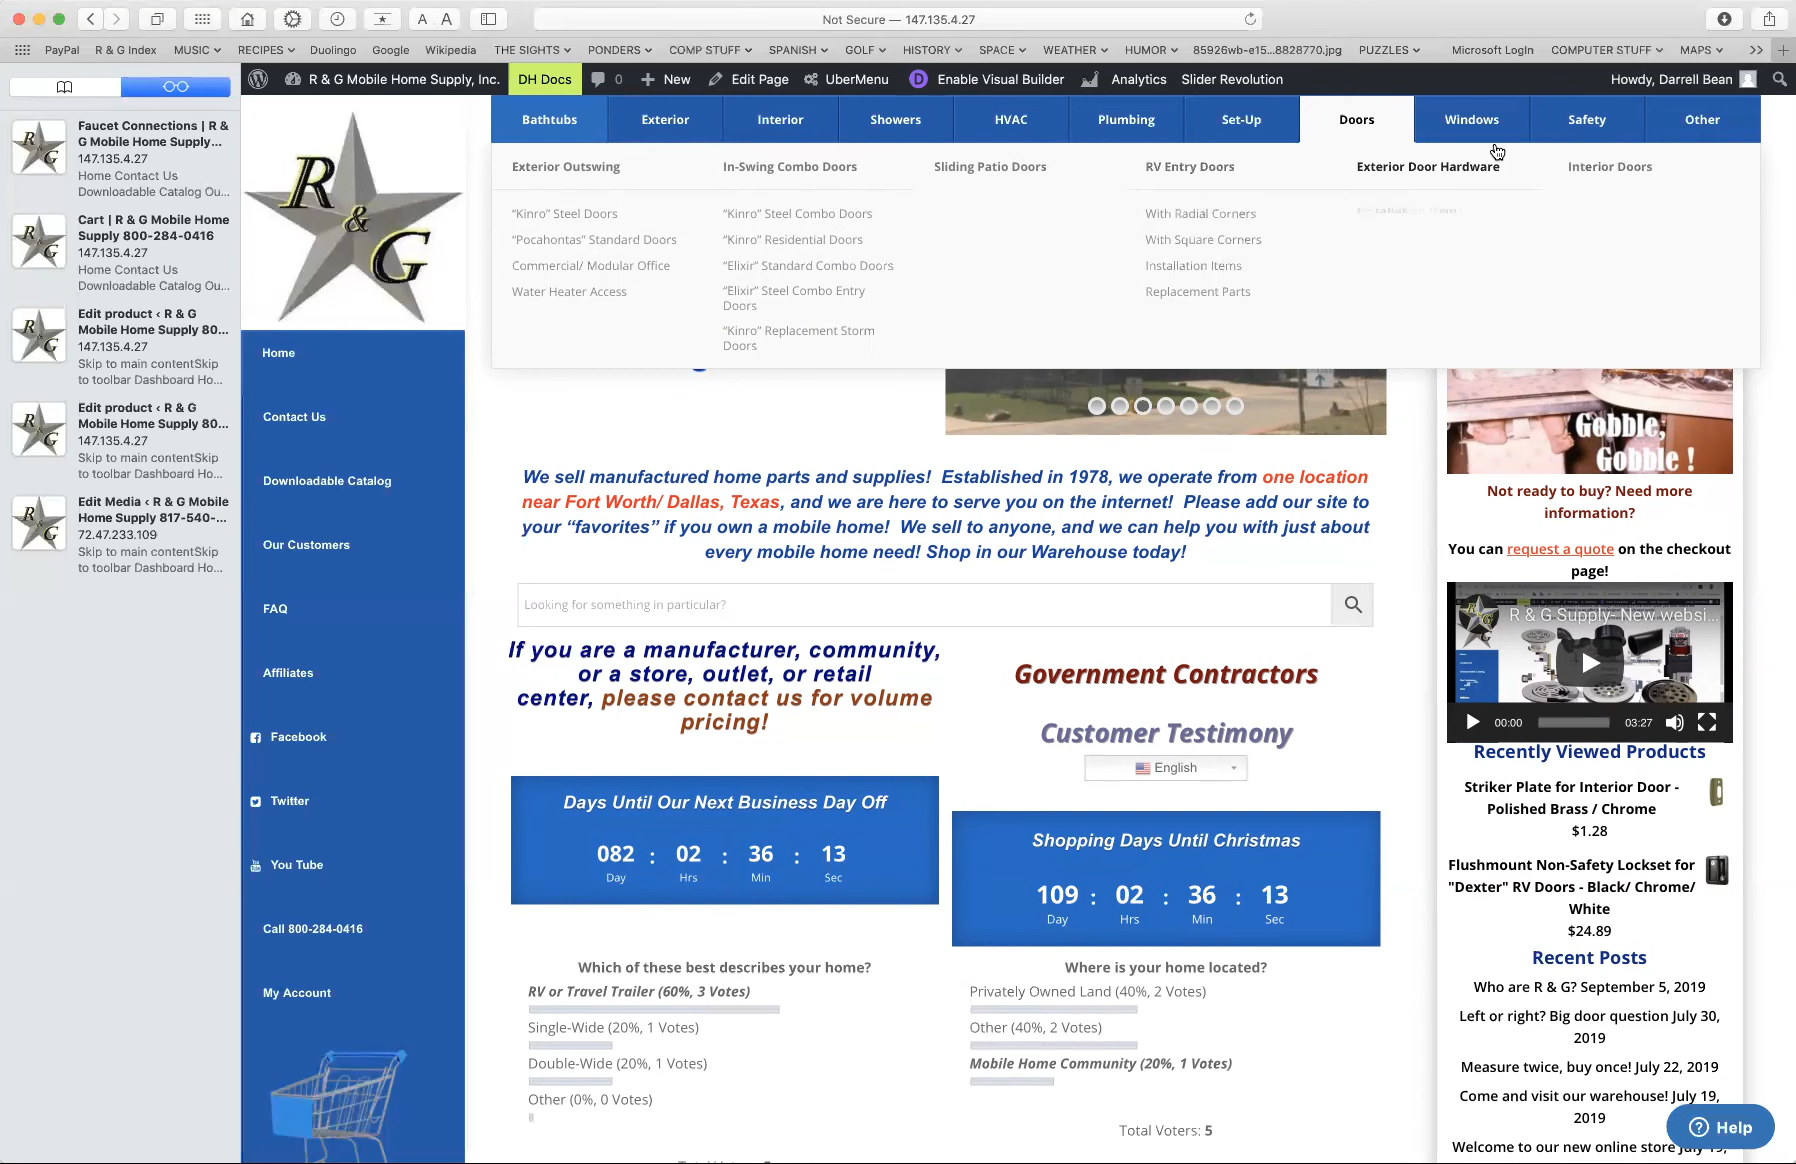 Not Secure — 147.135.4.27
PayPal R & G Index MUSIC RECIPES Duolingo Google Wikipedia THE SIGHTS PONDERS COMP STUFF SPANISH GOLF HISTORY SPACE WEATHER HUMOR 85926wb-e15...8828770.jpg PUZZLES Microsoft LogIn COMPUTER STUFF MAPS
R & G Mobile Home Supply, Inc. DH Docs 0 New Edit Page UberMenu Enable Visual Builder Analytics Slider Revolution Howdy, Darrell Bean
Faucet Connections | R &
G Mobile Home Supply...
147.135.4.27
Home Contact Us
Downloadable Catalog Ou...
Cart | R & G Mobile Home
Supply 800-284-0416
147.135.4.27
Home Contact Us
Downloadable Catalog Ou...
Edit product ‹ R & G
Mobile Home Supply 80...
147.135.4.27
Skip to main contentSkip
to toolbar Dashboard Ho...
Edit product ‹ R & G
Mobile Home Supply 80...
147.135.4.27
Skip to main contentSkip
to toolbar Dashboard Ho...
Edit Media ‹ R & G Mobile
Home Supply 817-540-...
72.47.233.109
Skip to main contentSkip
to toolbar Dashboard Ho...
R & G
Home
Contact Us
Downloadable Catalog
Our Customers
FAQ
Affiliates
Facebook
Twitter
You Tube
Call 800-284-0416
My Account
Bathtubs Exterior Interior Showers HVAC Plumbing Set-Up Doors Windows Safety Other
Exterior Outswing
“Kinro” Steel Doors
“Pocahontas” Standard Doors
Commercial/ Modular Office
Water Heater Access
In-Swing Combo Doors
“Kinro” Steel Combo Doors
“Kinro” Residential Doors
“Elixir” Standard Combo Doors
“Elixir” Steel Combo Entry
Doors
“Kinro” Replacement Storm
Doors
Sliding Patio Doors
RV Entry Doors
With Radial Corners
With Square Corners
Installation Items
Replacement Parts
Exterior Door Hardware
Interior Doors
We sell manufactured home parts and supplies! Established in 1978, we operate from one location
near Fort Worth/ Dallas, Texas, and we are here to serve you on the internet! Please add our site to
your “favorites” if you own a mobile home! We sell to anyone, and we can help you with just about
every mobile home need! Shop in our Warehouse today!
Looking for something in particular?
If you are a manufacturer, community,
or a store, outlet, or retail
center, please contact us for volume
pricing!
Government Contractors
Customer Testimony
English
Days Until Our Next Business Day Off
082 : 02 : 36 : 13
Day Hrs Min Sec
Shopping Days Until Christmas
109 : 02 : 36 : 13
Day Hrs Min Sec
Which of these best describes your home?
RV or Travel Trailer (60%, 3 Votes)
Single-Wide (20%, 1 Votes)
Double-Wide (20%, 1 Votes)
Other (0%, 0 Votes)
Where is your home located?
Privately Owned Land (40%, 2 Votes)
Other (40%, 2 Votes)
Mobile Home Community (20%, 1 Votes)
Total Voters: 5
Gobble,
Gobble !
Not ready to buy? Need more
information?
You can request a quote on the checkout
page!
R & G Supply- New websi...
00:00 03:27
Recently Viewed Products
Striker Plate for Interior Door -
Polished Brass / Chrome
$1.28
Flushmount Non-Safety Lockset for
"Dexter" RV Doors - Black/ Chrome/
White
$24.89
Recent Posts
Who are R & G? September 5, 2019
Left or right? Big door question July 30,
2019
Measure twice, buy once! July 22, 2019
Come and visit our warehouse! July 19,
2019
Welcome to our new online store July 19,
Help